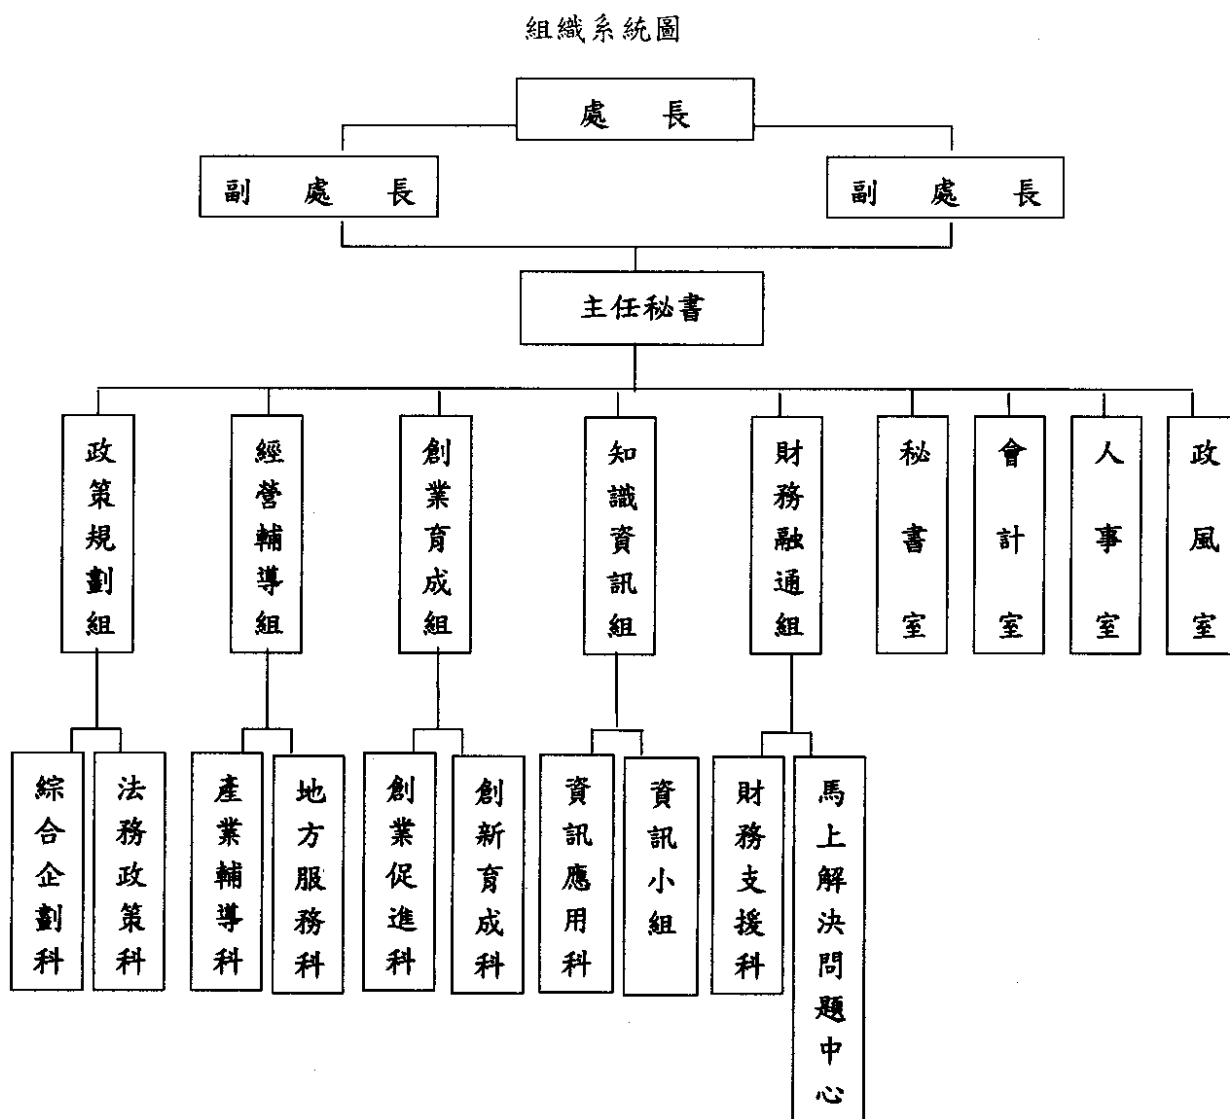 組織系統圖
處 長
副 處 長
副 處 長
主任秘書
政策規劃組
經營輔導組
創業育成組
知識資訊組
財務融通組
秘書室
會計室
人事室
政風室
綜合企劃科
法務政策科
產業輔導科
地方服務科
創業促進科
創新育成科
資訊應用科
資訊小組
財務支援科
馬上解決問題中心